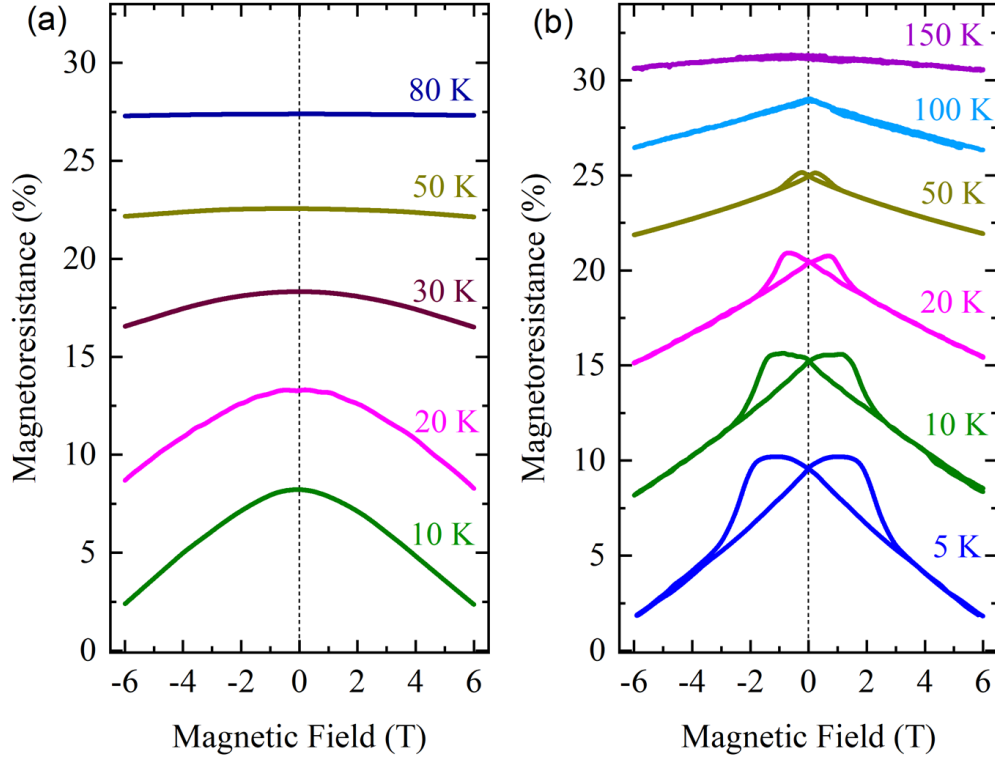 (a)
30
25
20
15
10
5
0
80 K
50 K
30 K
20 K
10 K
-6 -4 -2 0 2 4 6
Magnetic Field (T)
Magnetoresistance (%)
(b)
30
25
20
15
10
5
0
150 K
100 K
50 K
20 K
10 K
5 K
-6 -4 -2 0 2 4 6
Magnetic Field (T)
Magnetoresistance (%)